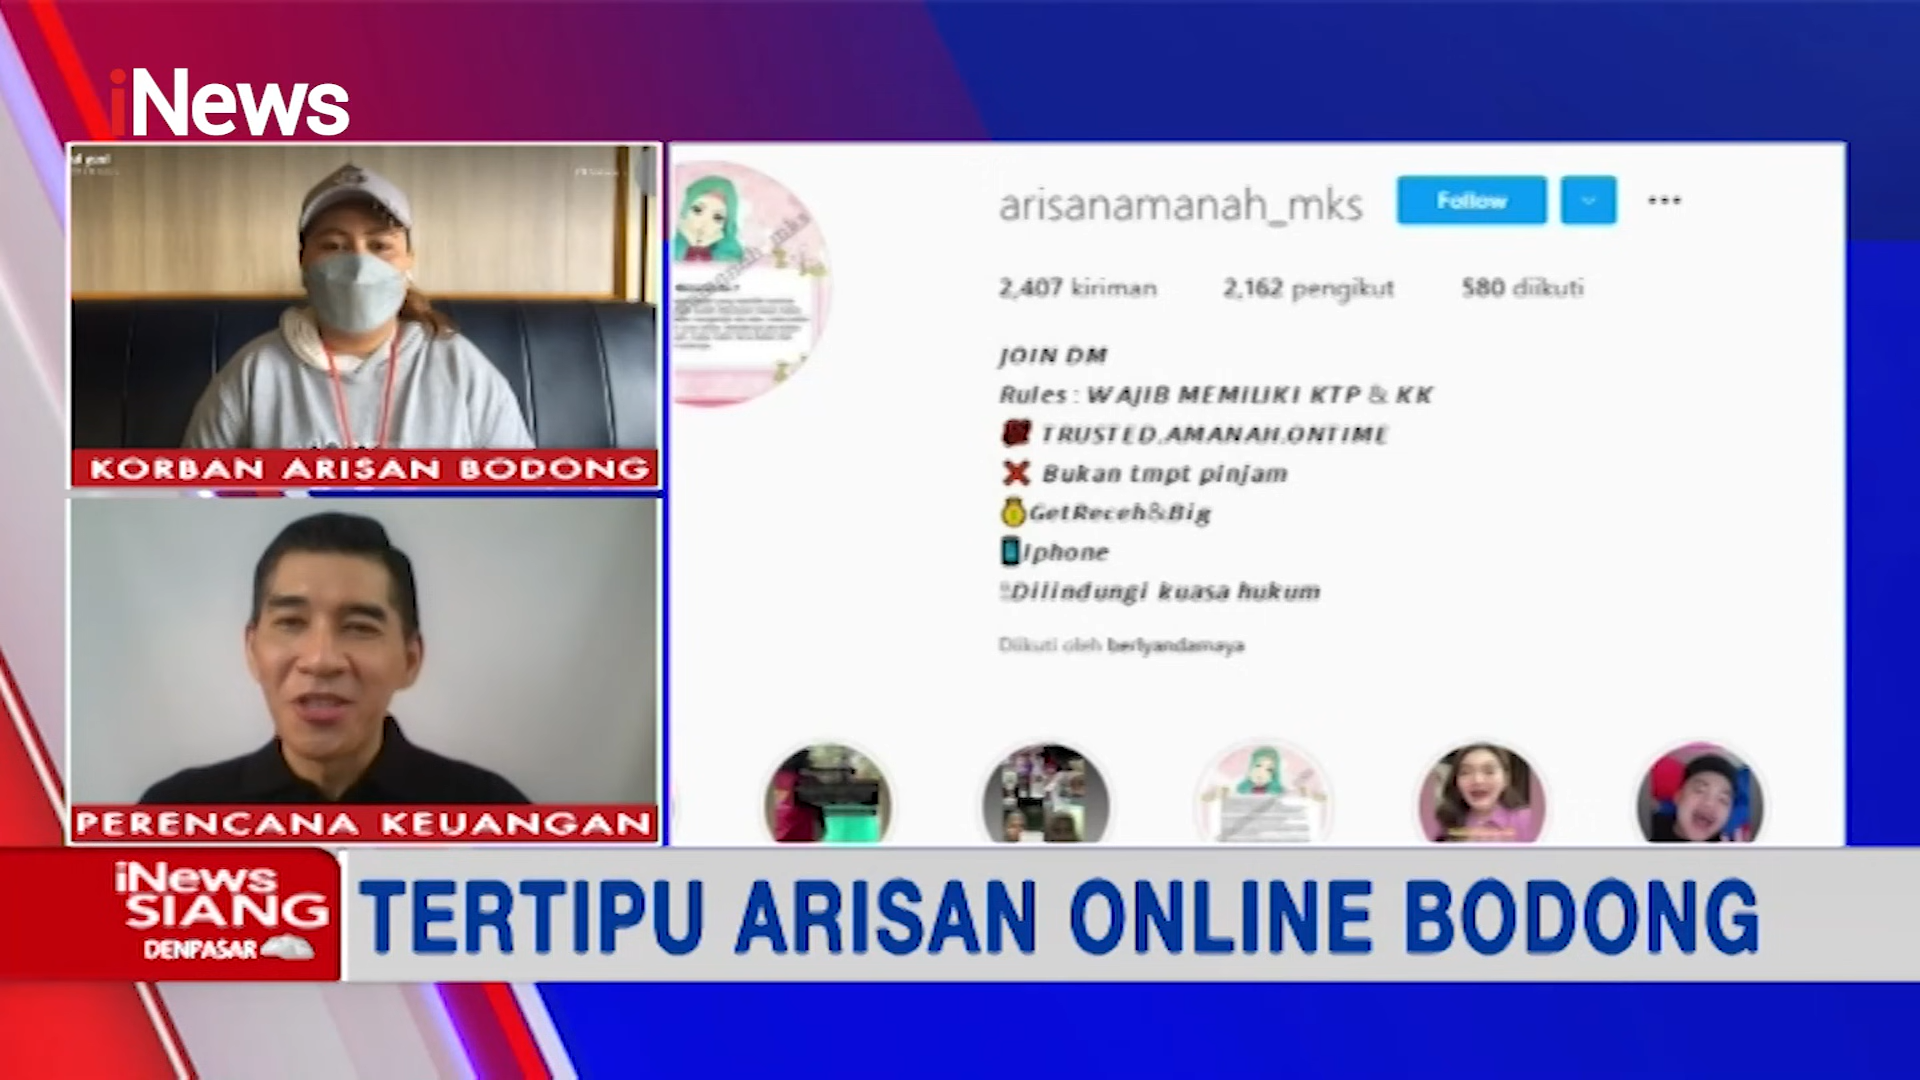 iNews
KORBAN ARISAN BODONG
PERENCANA KEUANGAN
arisanamanah_mks
Follow
2,407 kiriman 2,162 pengikut 580 diikuti
JOIN DM
Rules : WAJIB MEMILIKI KTP & KK
💯 TRUSTED.AMANAH.ONTIME
❌ Bukan tmpt pinjam
💰GetReceh&Big
📱Iphone
Dilindungi kuasa hukum
Diikuti oleh berlyandamaya
iNews
SIANG
DENPASAR
TERTIPU ARISAN ONLINE BODONG